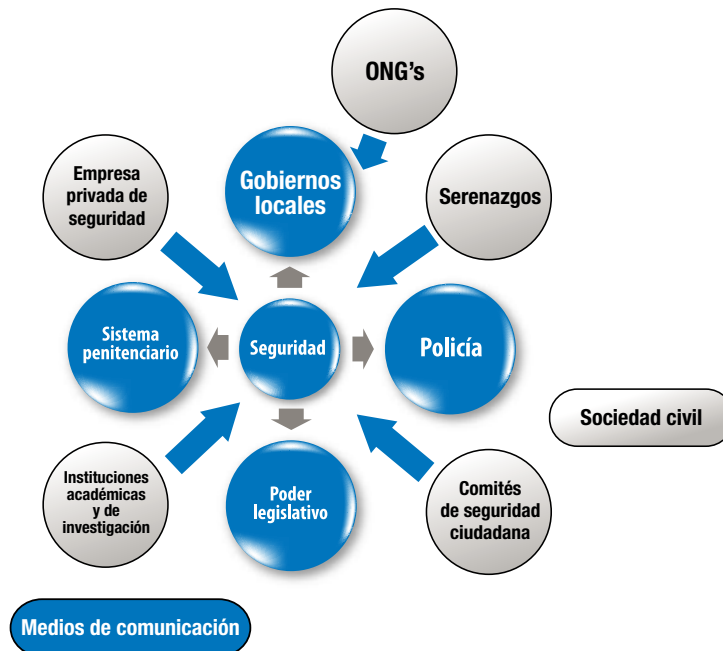 ONG's
Empresa
privada de
seguridad
Gobiernos
locales
Serenazgos
Sistema
penitenciario
Seguridad
Policía
Sociedad civil
Instituciones
académicas
y de
investigación
Poder
legislativo
Comités
de seguridad
ciudadana
Medios de comunicación